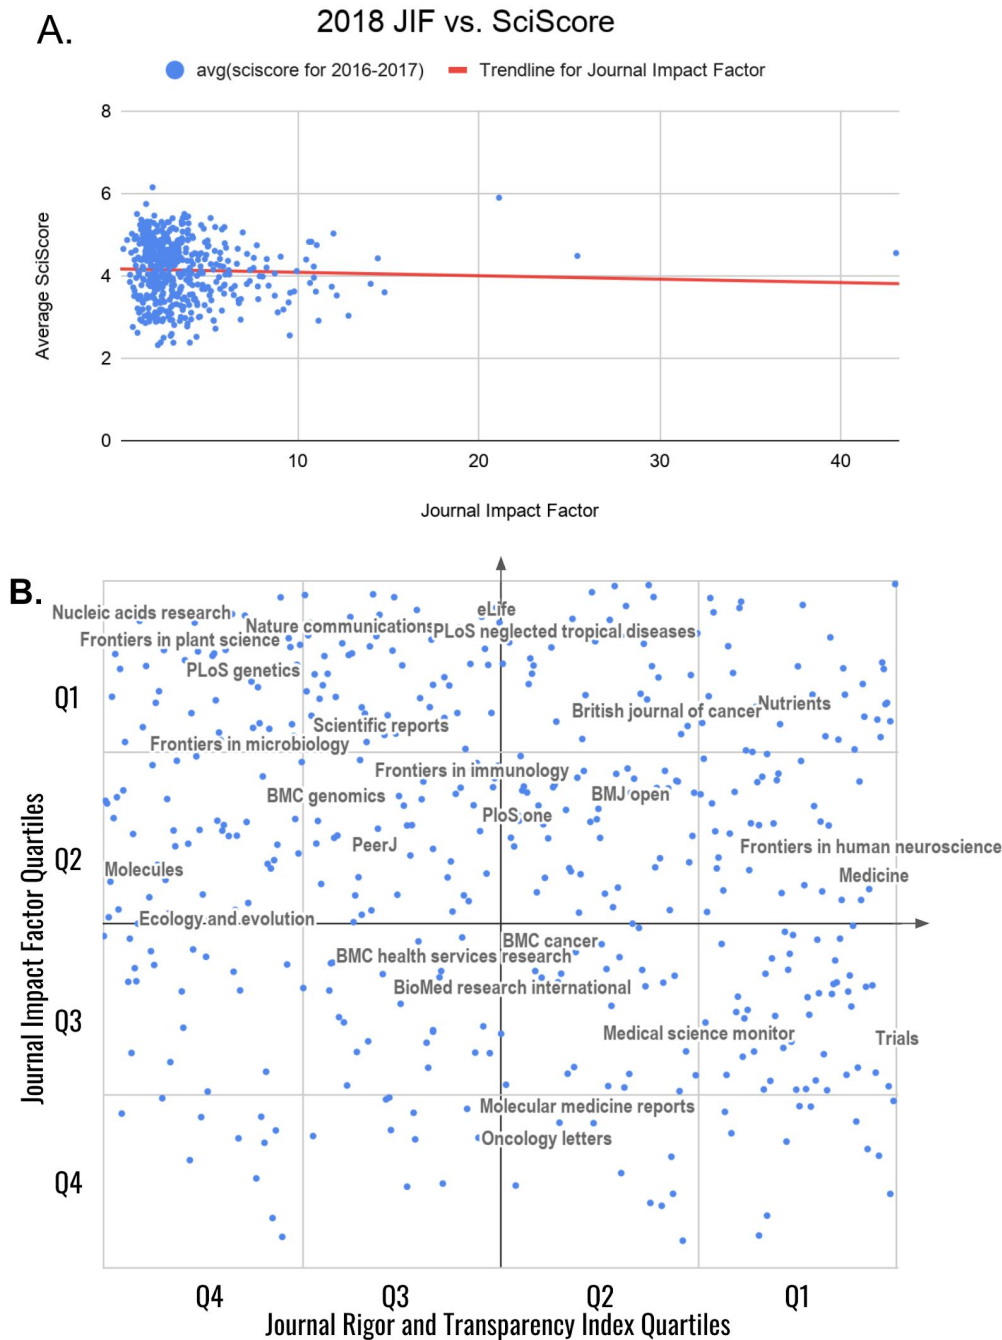 A.
2018 JIF vs. SciScore
avg(sciscore for 2016-2017)
Trendline for Journal Impact Factor
8
6
4
2
0
Average SciScore
10
20
30
40
Journal Impact Factor
B.
Nucleic acids research
eLife
Nature communications
PLoS neglected tropical diseases
Frontiers in plant science
PLoS genetics
Q1
British journal of cancer
Nutrients
Scientific reports
Frontiers in microbiology
Frontiers in immunology
BMC genomics
BMJ open
PloS one
PeerJ
Frontiers in human neuroscience
Q2
Molecules
Medicine
Ecology and evolution
BMC cancer
BMC health services research
BioMed research international
Q3
Medical science monitor
Trials
Molecular medicine reports
Oncology letters
Q4
Journal Impact Factor Quartiles
Q4
Q3
Q2
Q1
Journal Rigor and Transparency Index Quartiles